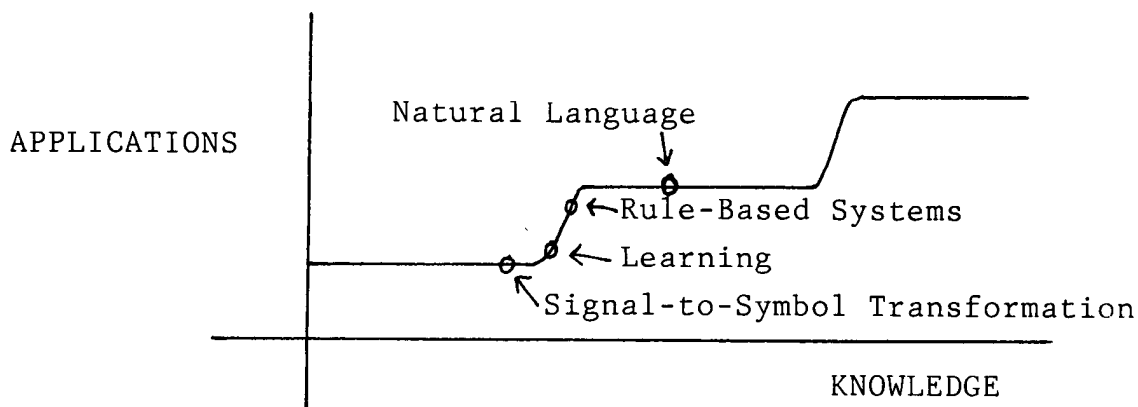 Natural Language
APPLICATIONS
Rule-Based Systems
Learning
Signal-to-Symbol Transformation
KNOWLEDGE